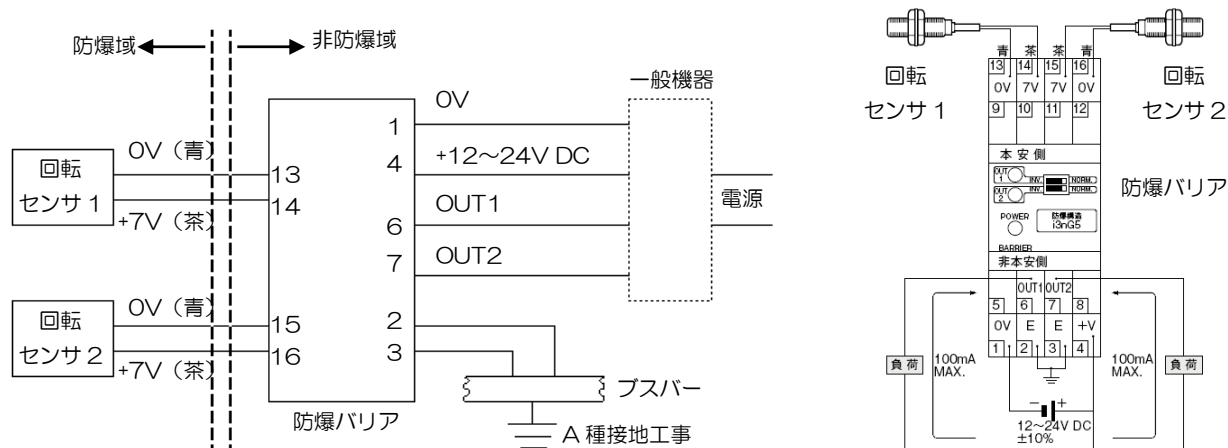 防爆域
非防爆域
回転
センサ1
0V（青）
+7V（茶）
回転
センサ2
0V（青）
+7V（茶）
13
14
15
16
1
4
6
7
2
3
防爆バリア
0V
+12～24V DC
OUT1
OUT2
一般機器
電源
ブスバー
A種接地工事
回転
センサ1
回転
センサ2
青 茶 茶 青
13 14 15 16
0V 7V 7V 0V
9 10 11 12
本安側
OUT 1 INV. NORM.
OUT 2 INV. NORM.
POWER
防爆構造
i3nG5
BARRIER
非本安側
防爆バリア
OUT1 OUT2
5 6 7 8
0V E E +V
1 2 3 4
負荷
100mA
MAX.
100mA
MAX.
負荷
− +
12～24V DC
±10%